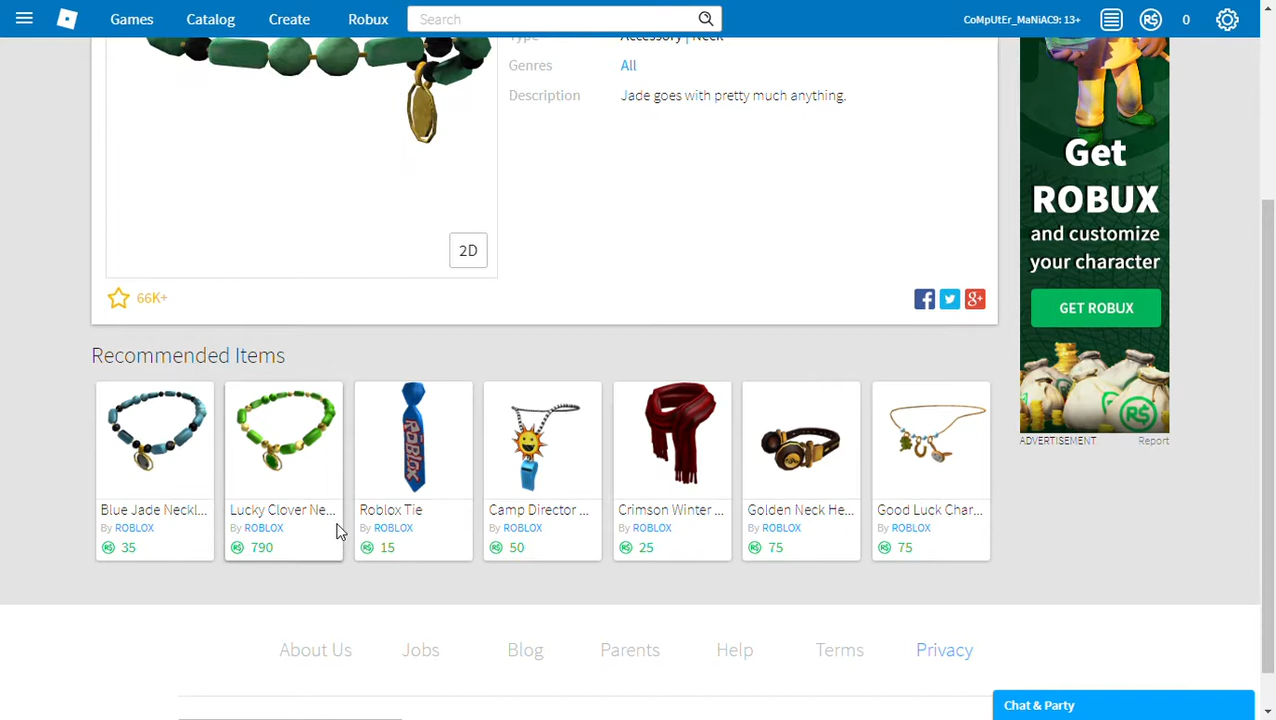 Games Catalog Create Robux Search CoMpUtEr_MaNiAC9: 13+ 0
Type Accessory | Neck
Genres All
Description Jade goes with pretty much anything.
2D
66K+
Get
ROBUX
and customize
your character
GET ROBUX
ADVERTISEMENT Report
Recommended Items
ROBLOX
Blue Jade Neckl... Lucky Clover Ne... Roblox Tie Camp Director ... Crimson Winter ... Golden Neck He... Good Luck Char...
By ROBLOX By ROBLOX By ROBLOX By ROBLOX By ROBLOX By ROBLOX By ROBLOX
R$ 35 R$ 790 R$ 15 R$ 50 R$ 25 R$ 75 R$ 75
About Us Jobs Blog Parents Help Terms Privacy
Chat & Party